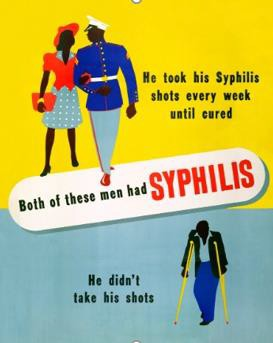 He took his Syphilis
shots every week
until cured
Both of these men had SYPHILIS
He didn't
take his shots